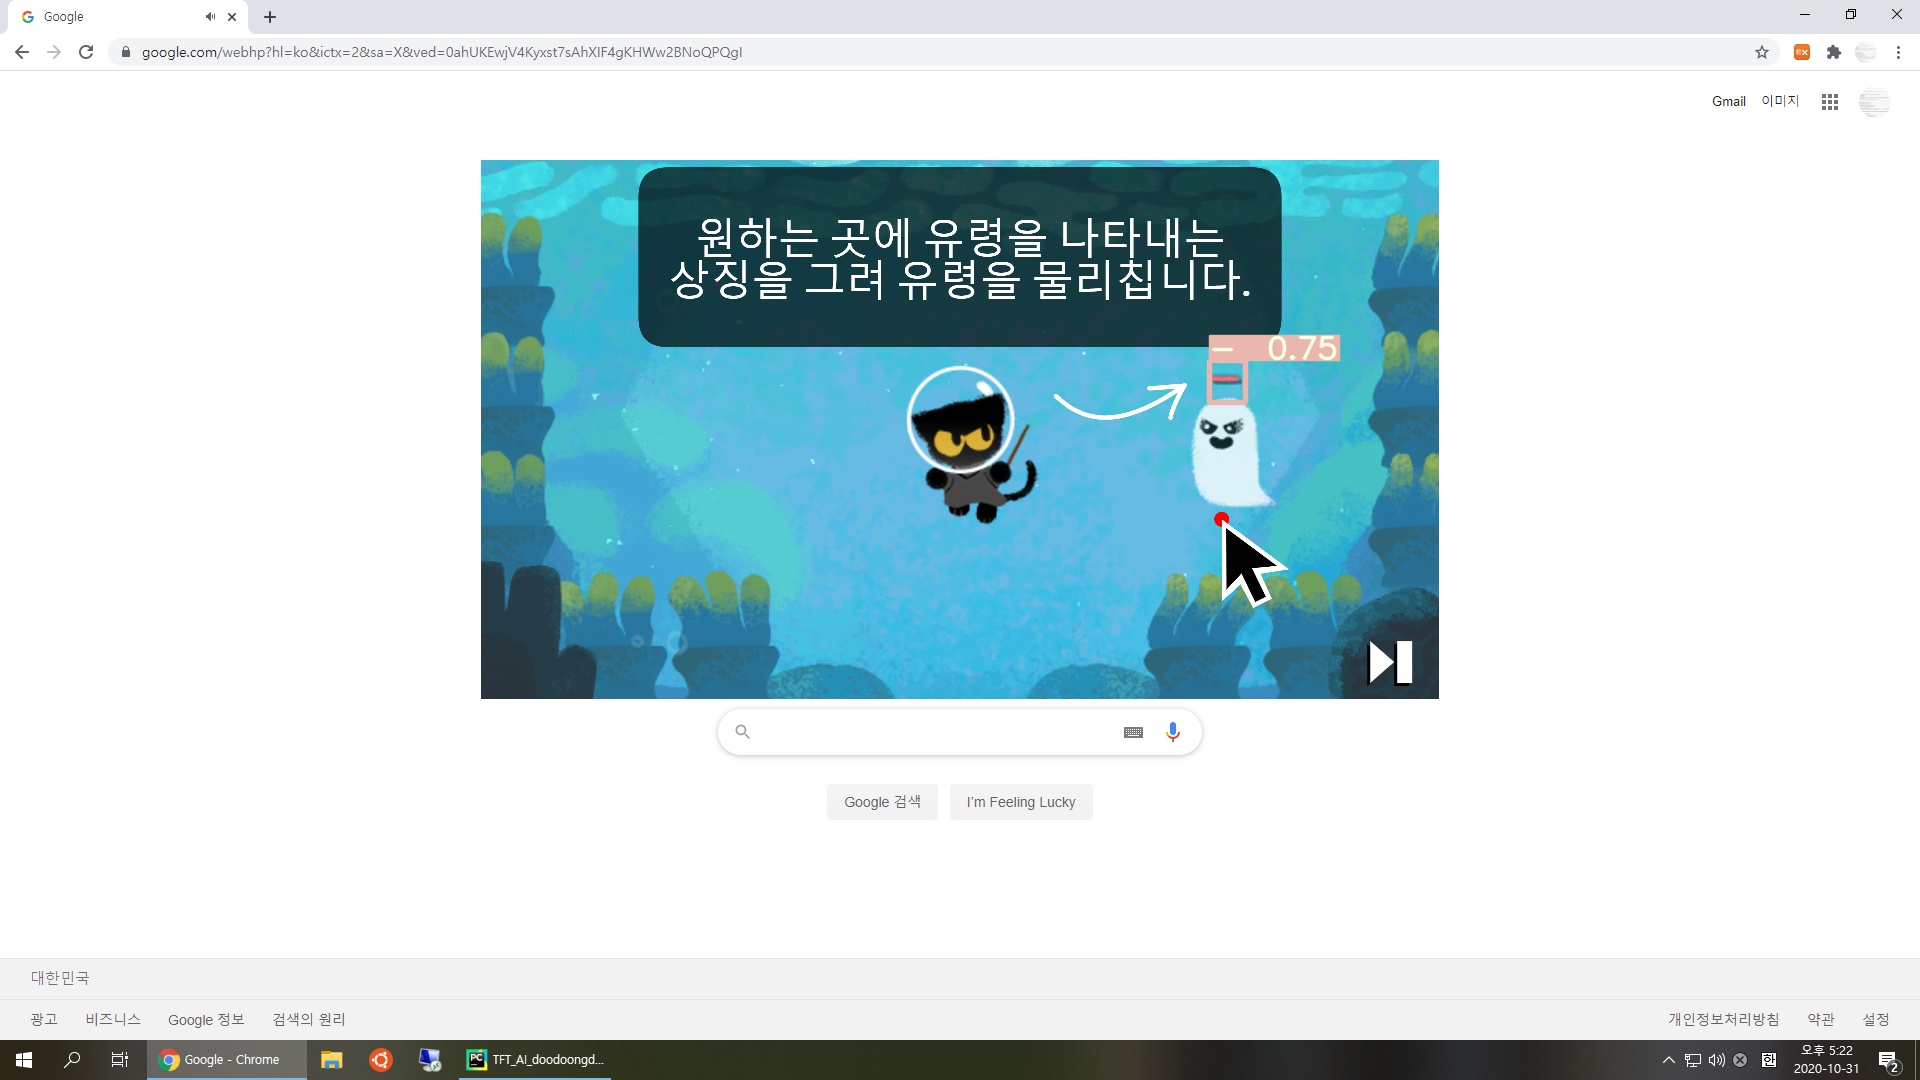 Google
google.com/webhp?hl=ko&ictx=2&sa=X&ved=0ahUKEwjV4Kyxst7sAhXIF4gKHWw2BNoQPQgI
EX
Gmail 이미지
원하는 곳에 유령을 나타내는
상징을 그려 유령을 물리칩니다.
— 0.75
Google 검색 I'm Feeling Lucky
대한민국
광고 비즈니스 Google 정보 검색의 원리 개인정보처리방침 약관 설정
Google - Chrome PC TFT_AI_doodoongd... 한 오후 5:22
2020-10-31 2